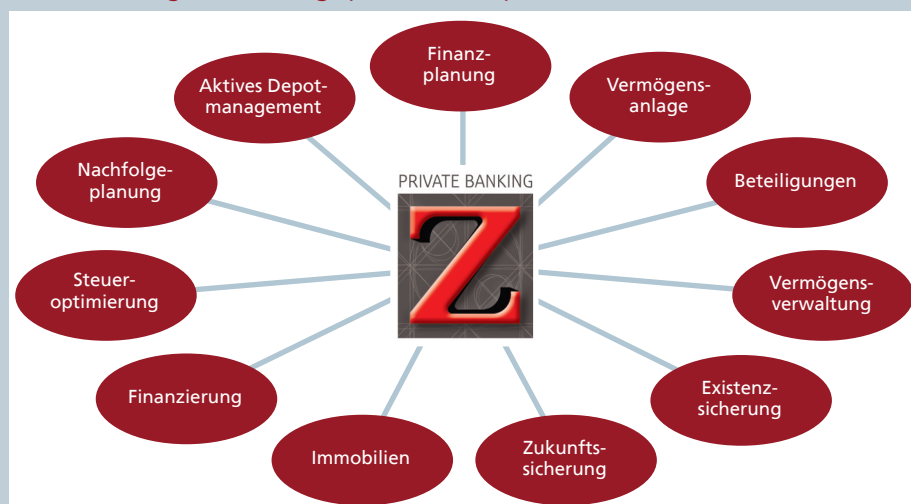 Finanz-
planung
Vermögens-
anlage
Beteiligungen
Vermögens-
verwaltung
Existenz-
sicherung
Zukunfts-
sicherung
Immobilien
Finanzierung
Steuer-
optimierung
Nachfolge-
planung
Aktives Depot-
management
PRIVATE BANKING
Z